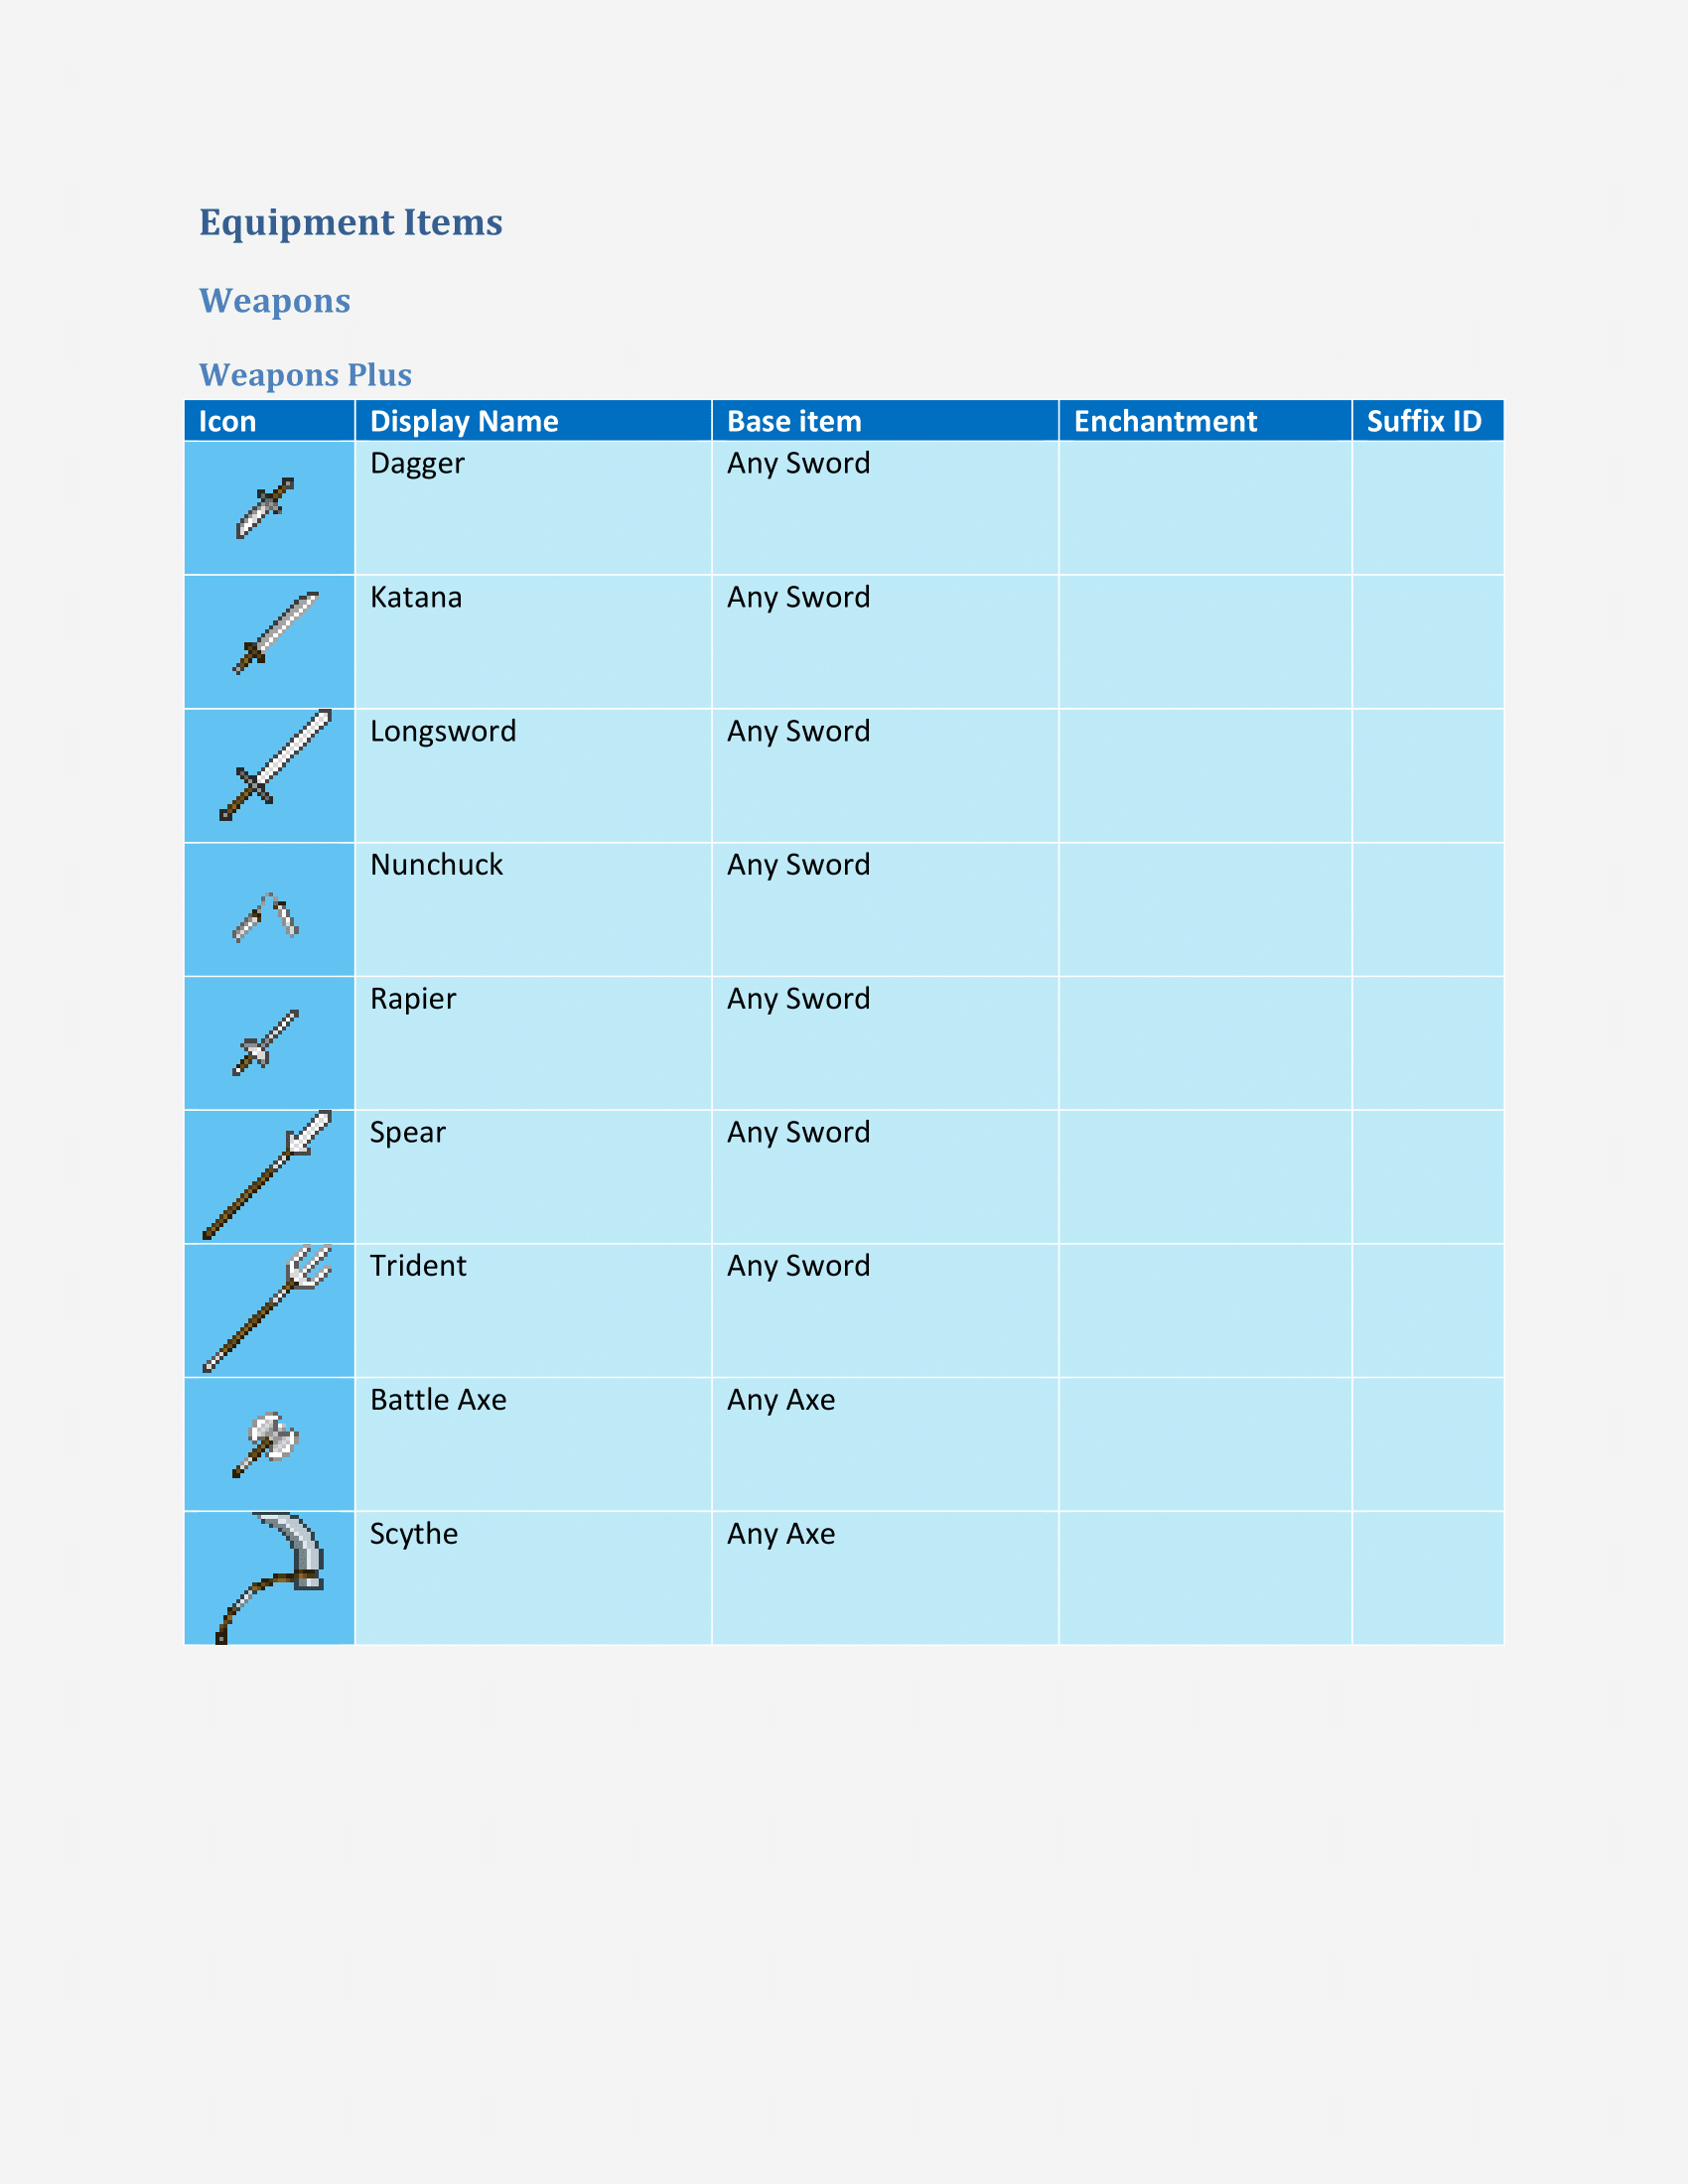 Equipment Items
Weapons
Weapons Plus
Icon Display Name Base item Enchantment Suffix ID
Dagger Any Sword
Katana Any Sword
Longsword Any Sword
Nunchuck Any Sword
Rapier Any Sword
Spear Any Sword
Trident Any Sword
Battle Axe Any Axe
Scythe Any Axe